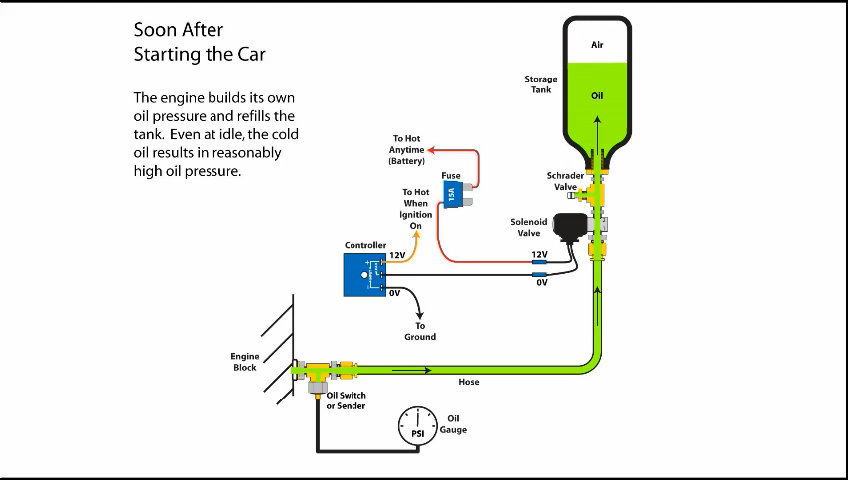 Soon After
Starting the Car
The engine builds its own
oil pressure and refills the
tank. Even at idle, the cold
oil results in reasonably
high oil pressure.
Air
Storage
Tank
Oil
To Hot
Anytime
(Battery)
Fuse
15A
Schrader
Valve
To Hot
When
Ignition
On
Solenoid
Valve
Controller
12V
12V
0V
0V
To
Ground
Engine
Block
Hose
Oil Switch
or Sender
PSI
Oil
Gauge